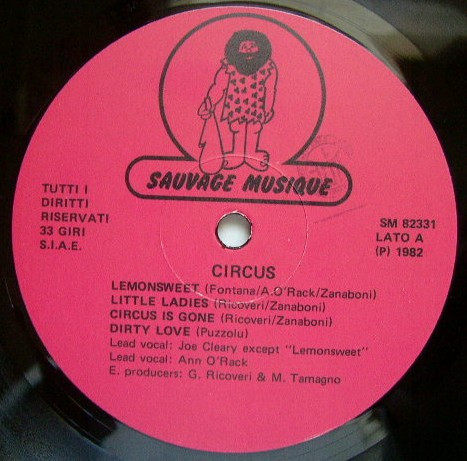 SAUVAGE MUSIQUE
TUTTI I
DIRITTI
RISERVATI
33 GIRI
S.I.A.E.
SM 82331
LATO A
(P) 1982
CIRCUS
LEMONSWEET (Fontana/A.O'Rack/Zanaboni)
LITTLE LADIES (Ricoveri/Zanaboni)
CIRCUS IS GONE (Ricoveri/Zanaboni)
DIRTY LOVE (Puzzolu)
Lead vocal: Joe Cleary except "Lemonsweet"
Lead vocal: Ann O'Rack
E. producers: G. Ricoveri & M. Tamagno